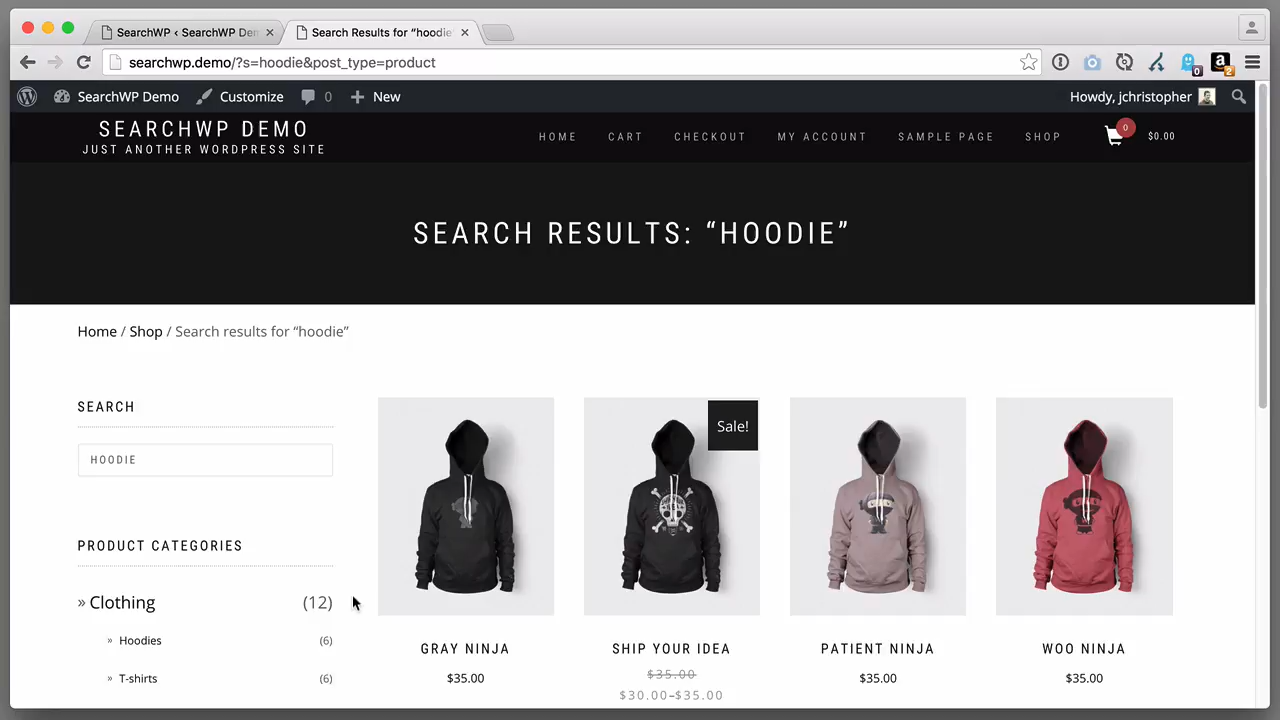 SearchWP ‹ SearchWP Den
Search Results for “hoodie
searchwp.demo/?s=hoodie&post_type=product
0
2
SearchWP Demo
Customize
0
New
Howdy, jchristopher
SEARCHWP DEMO
JUST ANOTHER WORDPRESS SITE
HOME
CART
CHECKOUT
MY ACCOUNT
SAMPLE PAGE
SHOP
0
$0.00
SEARCH RESULTS: “HOODIE”
Home / Shop / Search results for “hoodie”
SEARCH
HOODIE
PRODUCT CATEGORIES
» Clothing (12)
» Hoodies (6)
» T-shirts (6)
Sale!
GRAY NINJA
$35.00
SHIP YOUR IDEA
$35.00
$30.00–$35.00
PATIENT NINJA
$35.00
WOO NINJA
$35.00